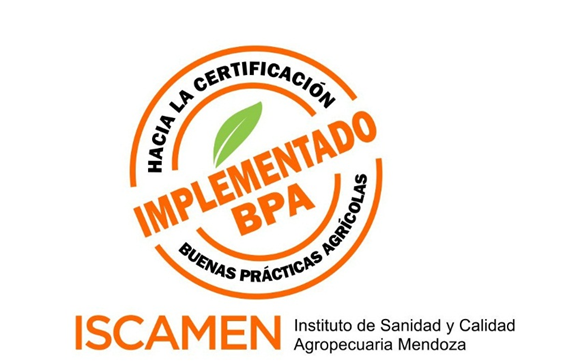 HACIA LA CERTIFICACIÓN
IMPLEMENTADO
BPA
BUENAS PRÁCTICAS AGRÍCOLAS
ISCAMEN
Instituto de Sanidad y Calidad
Agropecuaria Mendoza